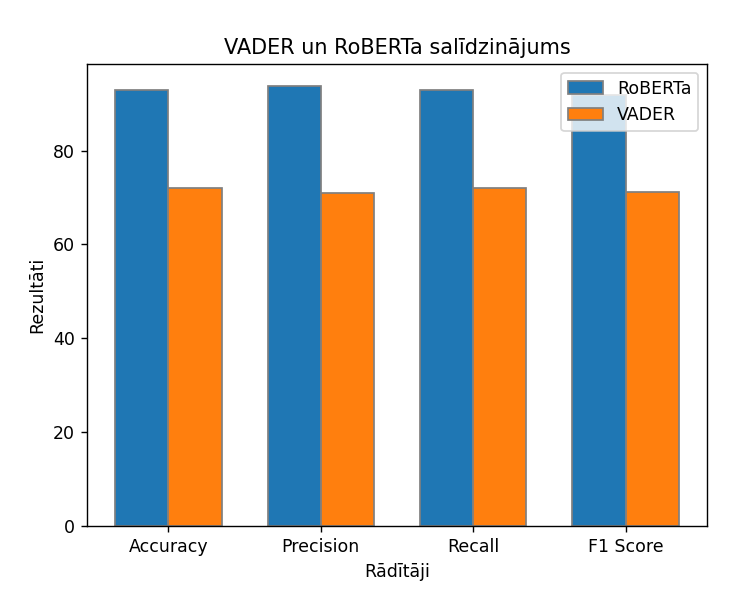 VADER un RoBERTa salīdzinājums
RoBERTa
VADER
Rezultāti
80
60
40
20
0
Accuracy Precision Recall F1 Score
Rādītāji